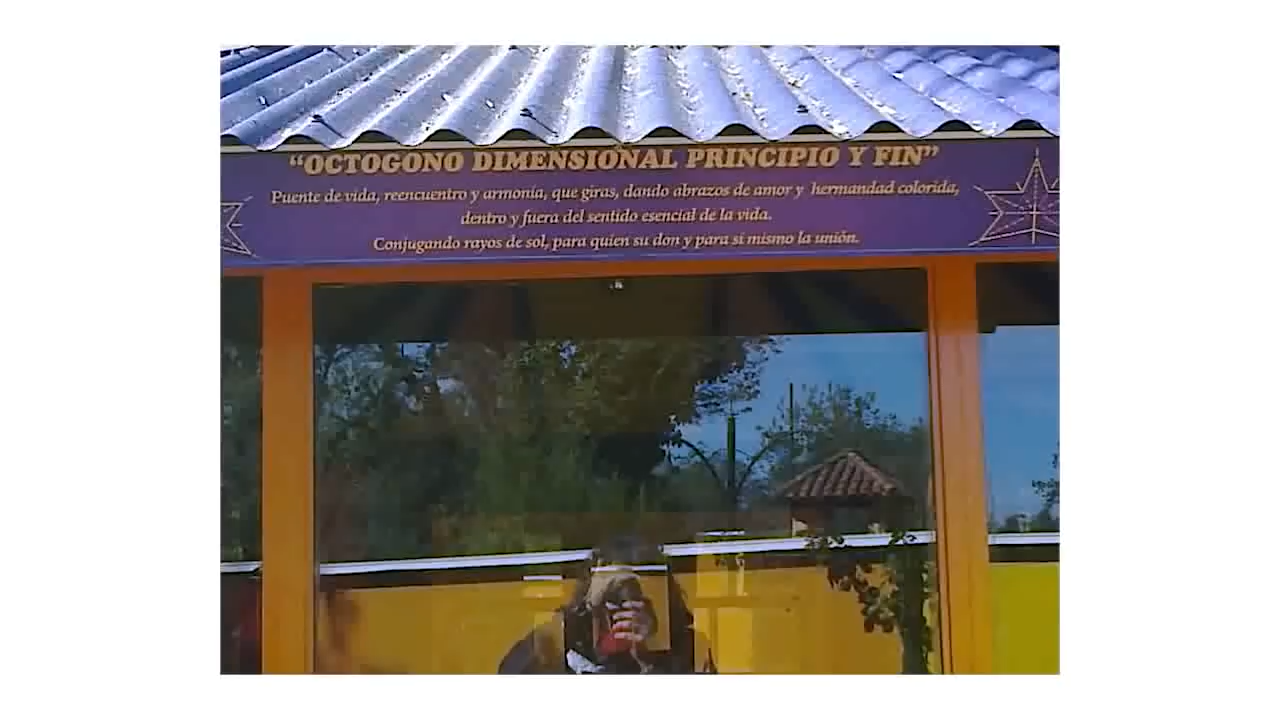 “OCTOGONO DIMENSIONAL PRINCIPIO Y FIN”
Puente de vida, reencuentro y armonía, que giras, dando abrazos de amor y hermandad colorida,
dentro y fuera del sentido esencial de la vida.
Conjugando rayos de sol, para quien su don y para si mismo la unión.